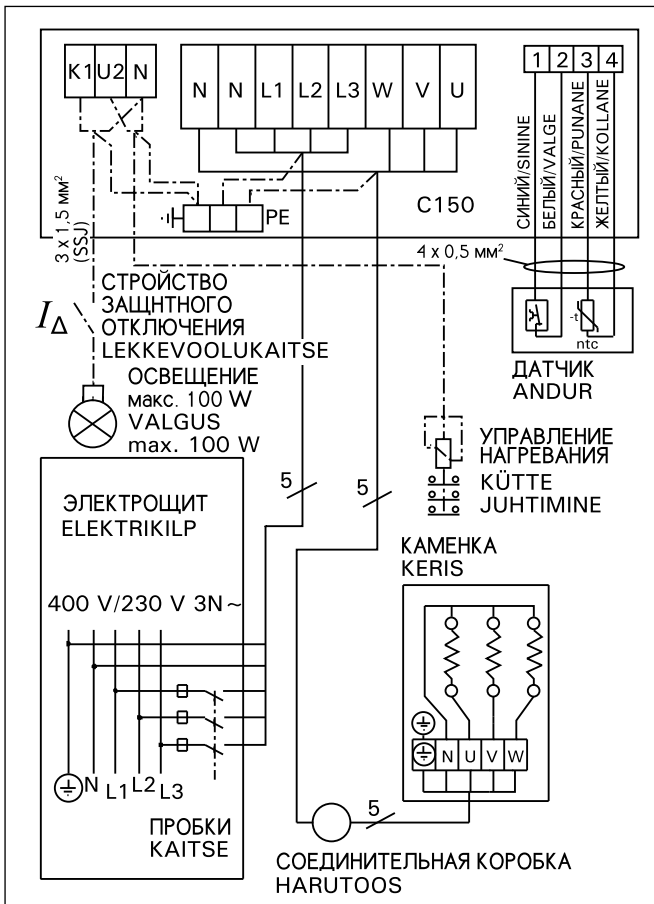 K1 U2 N
N N L1 L2 L3 W V U
1 2 3 4
СИНИЙ/SININE
БЕЛЫЙ/VALGE
КРАСНЫЙ/PUNANE
ЖЕЛТЫЙ/KOLLANE
PE
C150
3 x 1,5 мм²
(SSJ)
4 x 0,5 мм²
-t
ntc
ДАТЧИК
ANDUR
СТРОЙСТВО
ЗАЩНТНОГО
ОТКЛЮЧЕНИЯ
LEKKEVOOLUKAITSE
IΔ
ОСВЕЩЕНИЕ
макс. 100 W
VALGUS
max. 100 W
УПРАВЛЕНИЕ
НАГРЕВАНИЯ
KÜTTE
JUHTIMINE
5
5
ЭЛЕКТРОЩИТ
ELEKTRIKILP
400 V/230 V 3N~
N L1 L2 L3
ПРОБКИ
KAITSE
КАМЕНКА
KERIS
N U V W
5
СОЕДИНИТЕЛЬНАЯ КОРОБКА
HARUTOOS